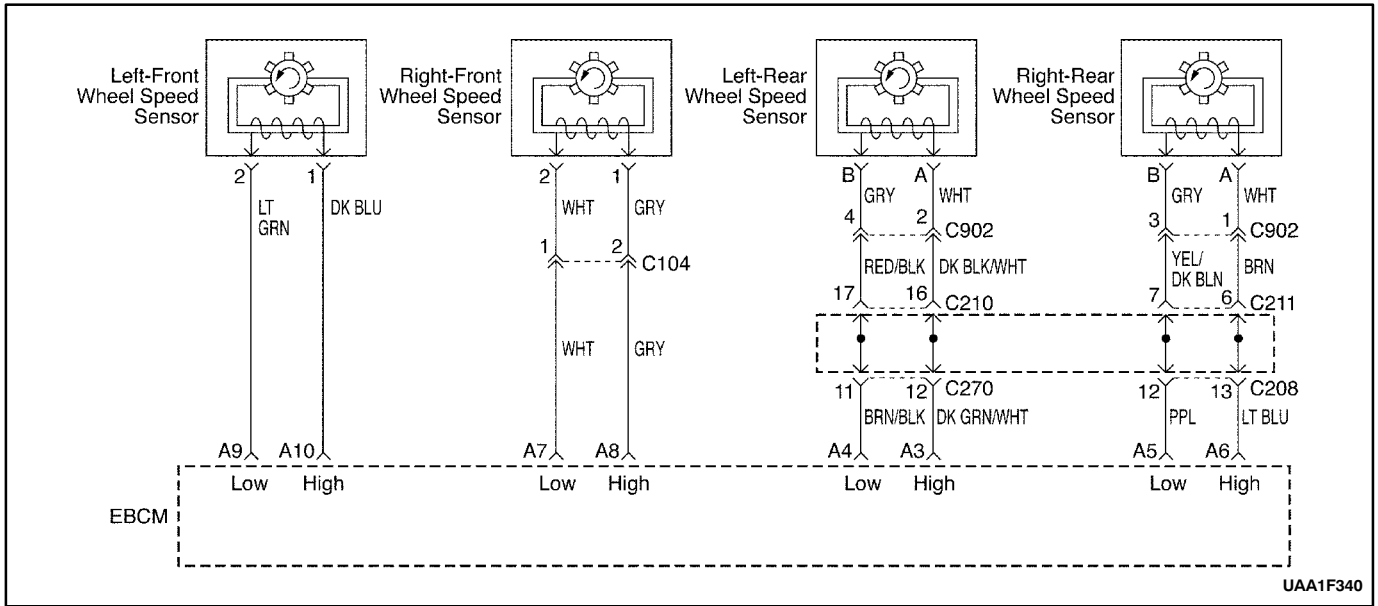 Left-Front
Wheel Speed
Sensor
Right-Front
Wheel Speed
Sensor
Left-Rear
Wheel Speed
Sensor
Right-Rear
Wheel Speed
Sensor
2 1 2 1 B A B A
LT
GRN
DK BLU
WHT
GRY
GRY
WHT
GRY
WHT
4 2 C902
3 1 C902
1 2 C104
RED/BLK
DK BLK/WHT
YEL/
DK BLN
BRN
17 16 C210
7 6 C211
WHT
GRY
11 12 C270
12 13 C208
BRN/BLK
DK GRN/WHT
PPL
LT BLU
A9 A10 A7 A8 A4 A3 A5 A6
Low High Low High Low High Low High
EBCM
UAA1F340